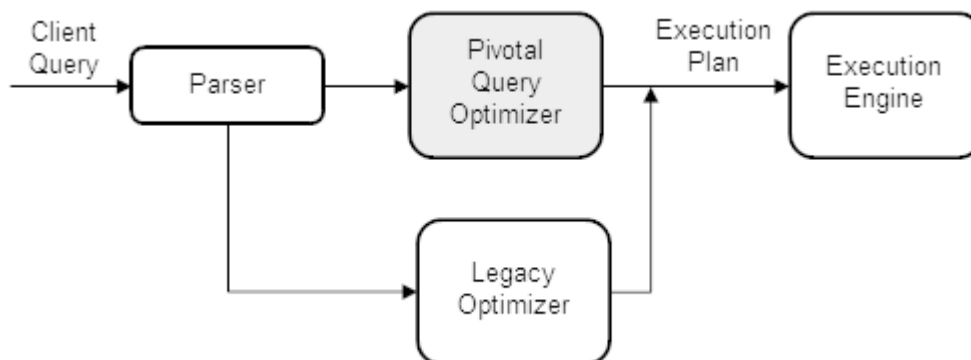 Client
Query
Parser
Pivotal
Query
Optimizer
Execution
Plan
Execution
Engine
Legacy
Optimizer